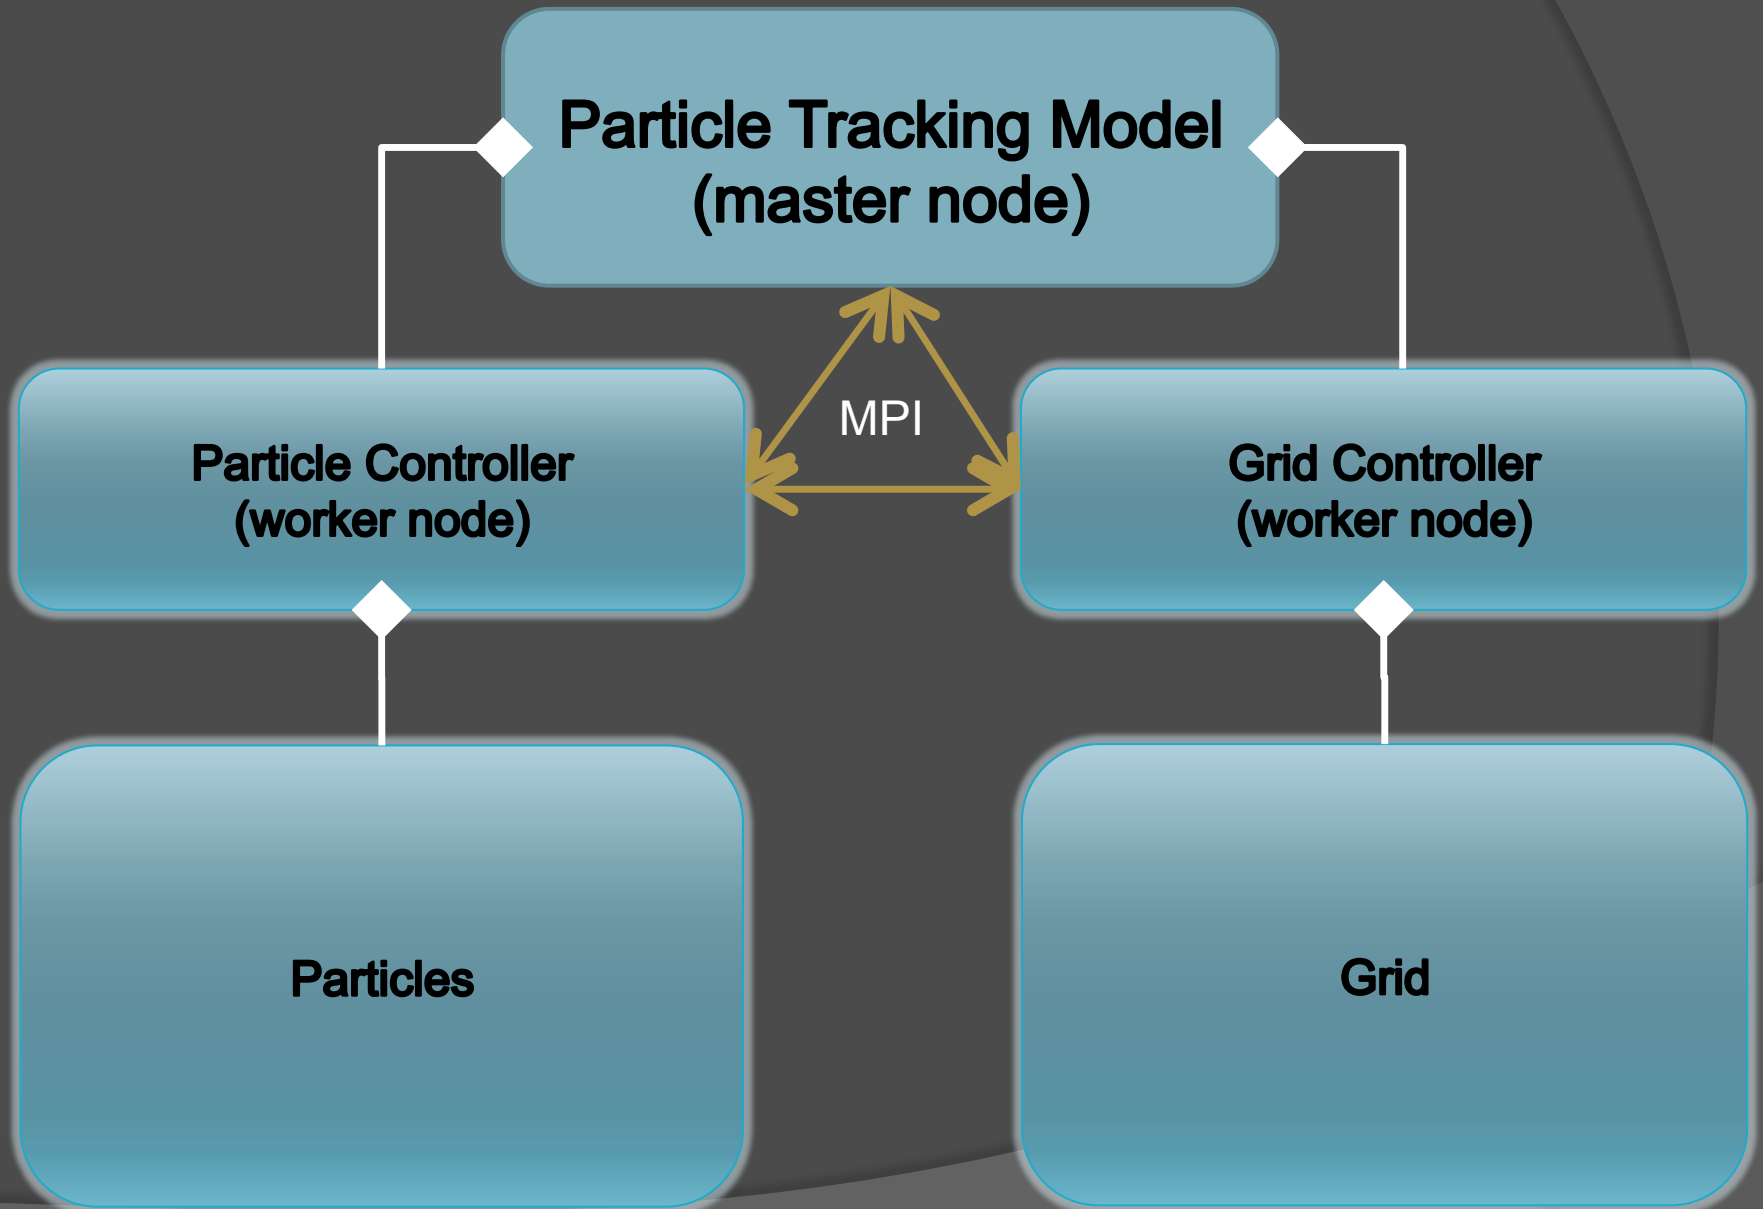 Particle Tracking Model
(master node)
MPI
Particle Controller
(worker node)
Grid Controller
(worker node)
Particles
Grid